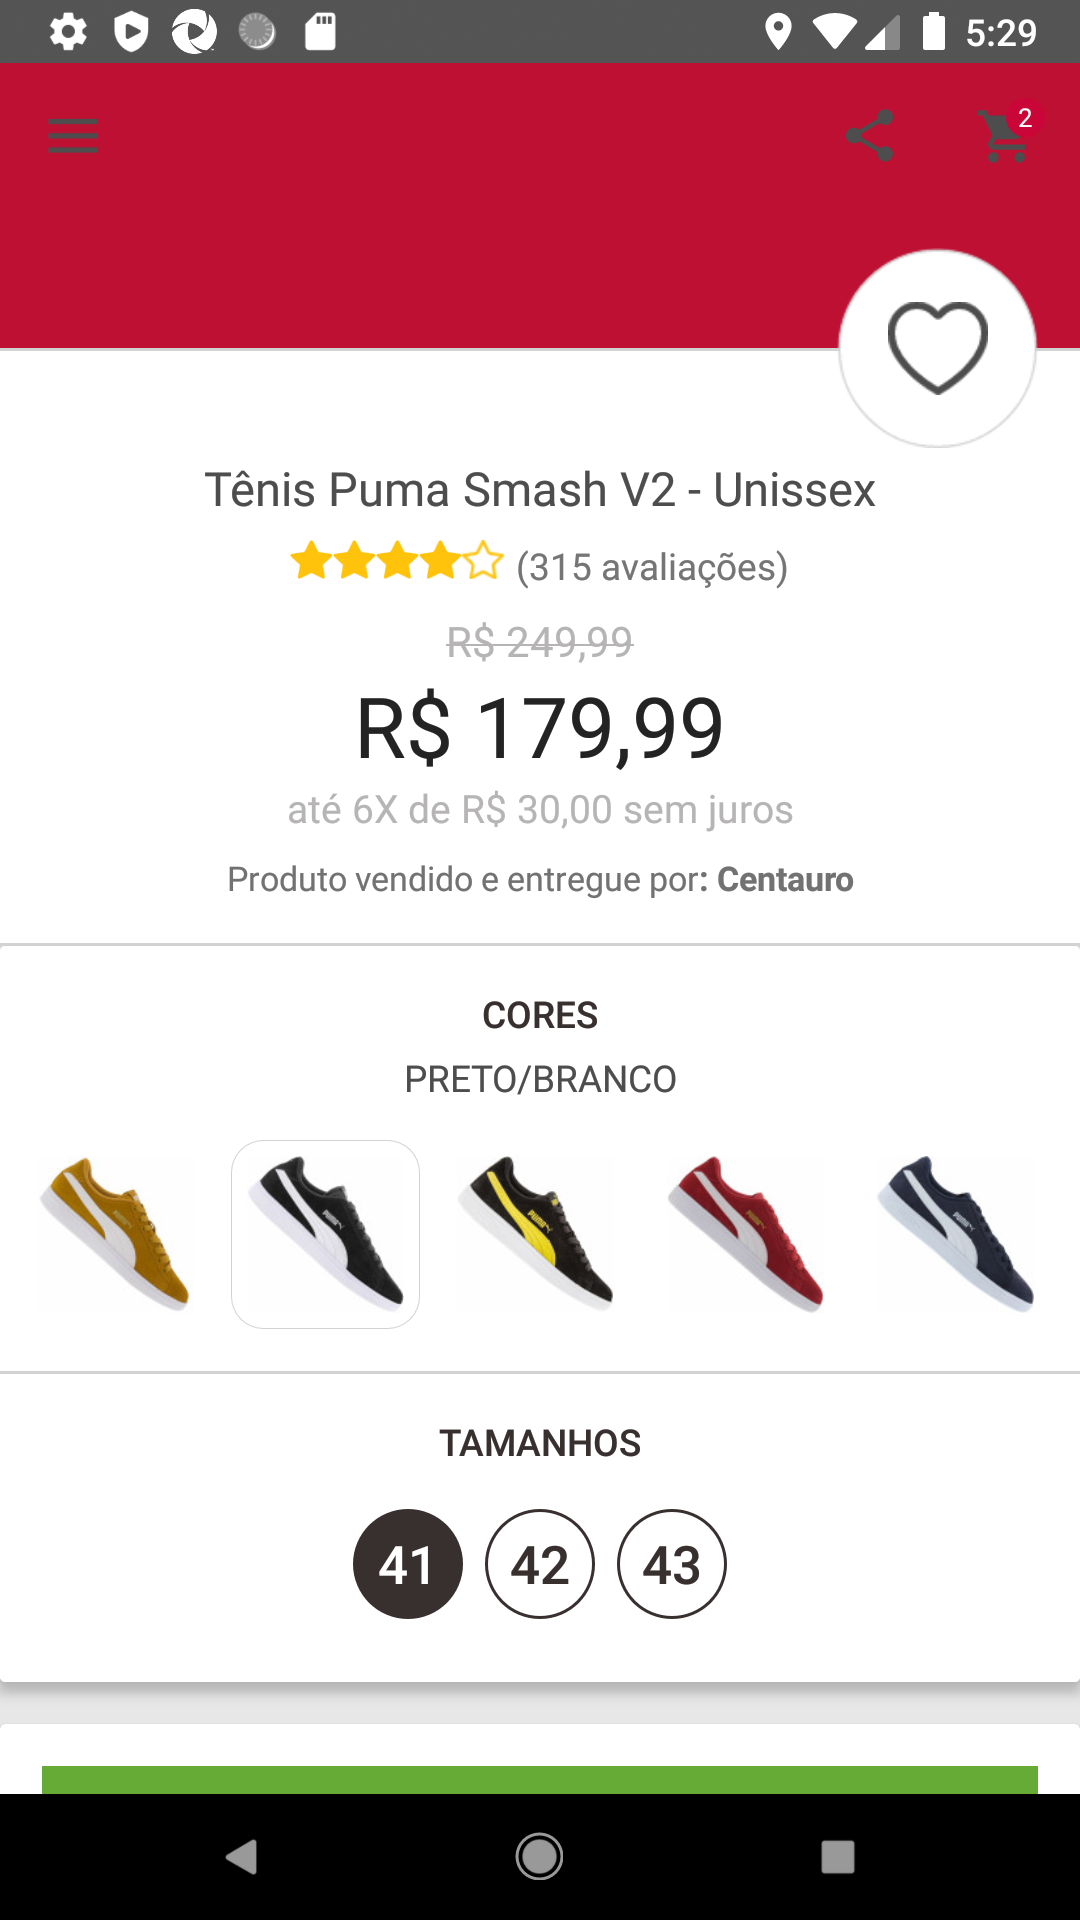 5:29
2
Tênis Puma Smash V2 - Unissex
(315 avaliações)
R$ 249,99
R$ 179,99
até 6X de R$ 30,00 sem juros
Produto vendido e entregue por: Centauro
CORES
PRETO/BRANCO
TAMANHOS
41 42 43